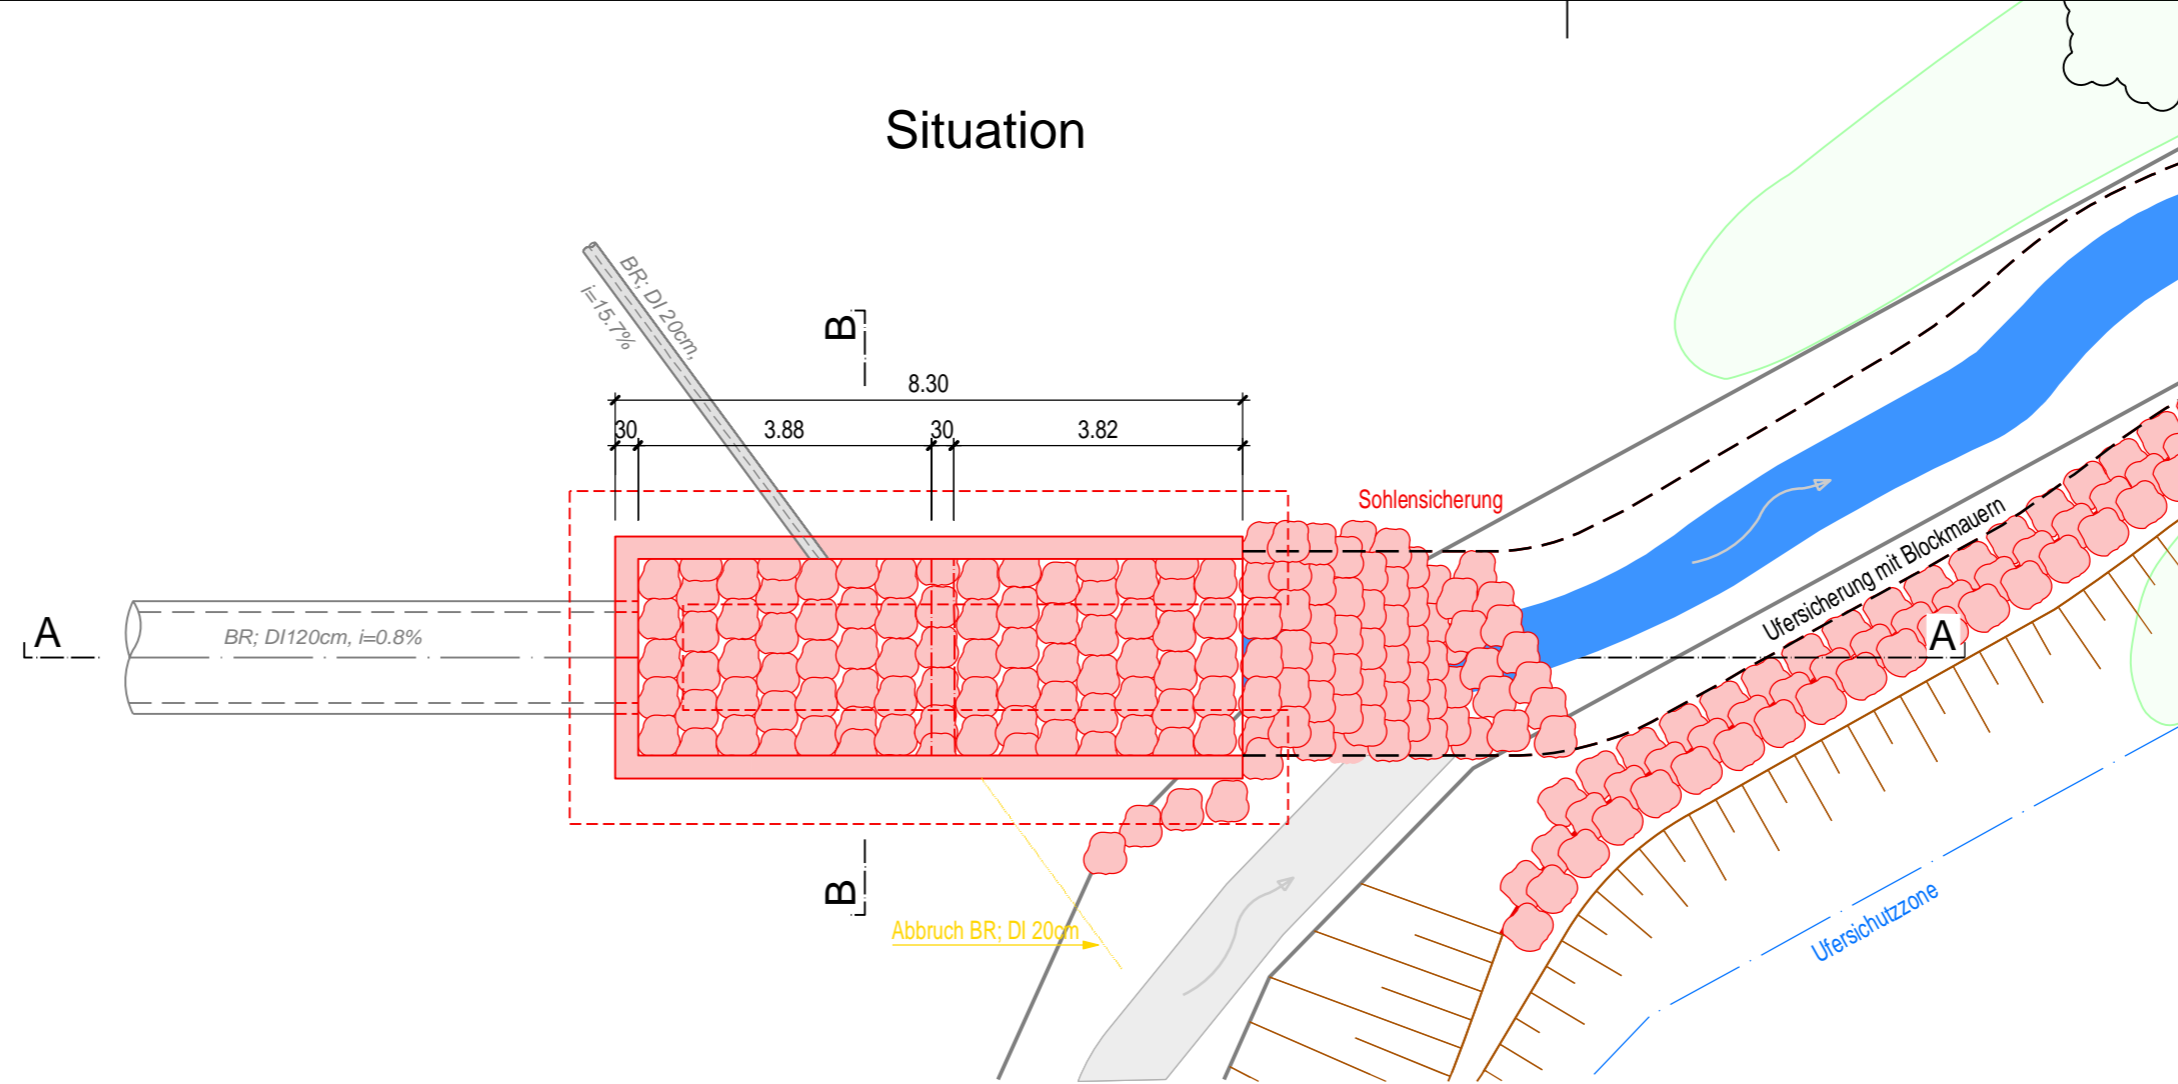 Situation
BR; DI 20cm,
i=15.7%
B
8.30
30
3.88
30
3.82
Sohlensicherung
Ufersicherung mit Blockmauern
A
BR; DI120cm, i=0.8%
A
B
Abbruch BR; DI 20cm
Ufersichutzzone